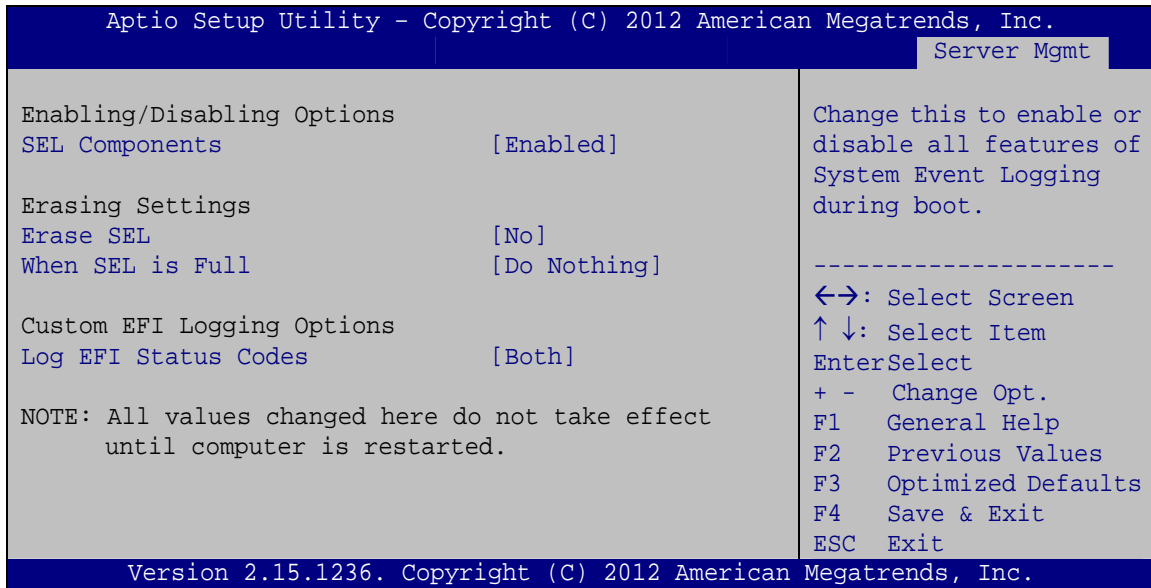 Aptio Setup Utility – Copyright (C) 2012 American Megatrends, Inc.
Server Mgmt
Enabling/Disabling Options
SEL Components [Enabled]
Erasing Settings
Erase SEL [No]
When SEL is Full [Do Nothing]
Custom EFI Logging Options
Log EFI Status Codes [Both]
NOTE: All values changed here do not take effect
until computer is restarted.
Change this to enable or
disable all features of
System Event Logging
during boot.
---------------------
←→: Select Screen
↑ ↓: Select Item
EnterSelect
+ - Change Opt.
F1 General Help
F2 Previous Values
F3 Optimized Defaults
F4 Save & Exit
ESC Exit
Version 2.15.1236. Copyright (C) 2012 American Megatrends, Inc.